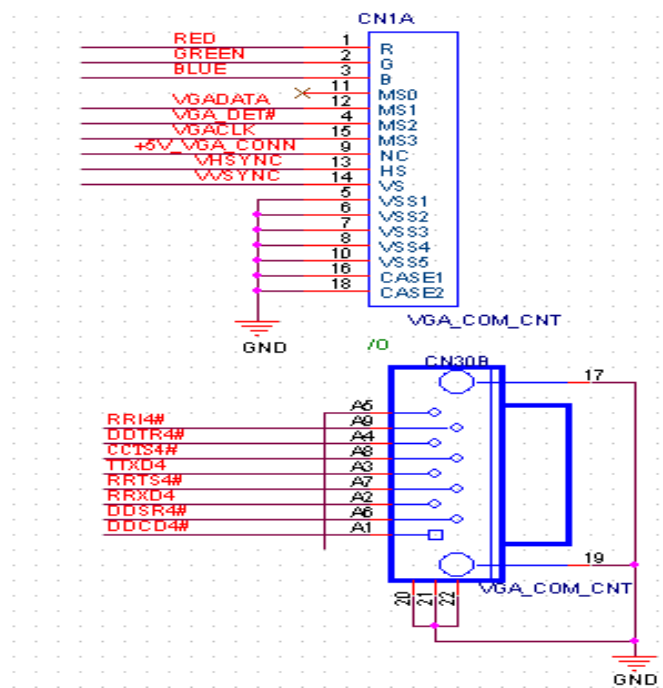 CN1A
RED 1 R
GREEN 2 G
BLUE 3 B
11 MS0
VGADATA 12 MS1
VGA_DET# 4 MS2
VGACLK 15 MS3
+5V_VGA_CONN 9 NC
VHSYNC 13 HS
VVSYNC 14 VS
5 VSS1
6 VSS2
7 VSS3
8 VSS4
10 VSS5
16 CASE1
18 CASE2
VGA_COM_CNT
GND
/O
CN30B
17
A5
RRI4# A9
DDTR4# A4
CCTS4# A8
TTXD4 A3
RRTS4# A7
RRXD4 A2
DDSR4# A6
DDCD4# A1
19
VGA_COM_CNT
20 21 22
GND